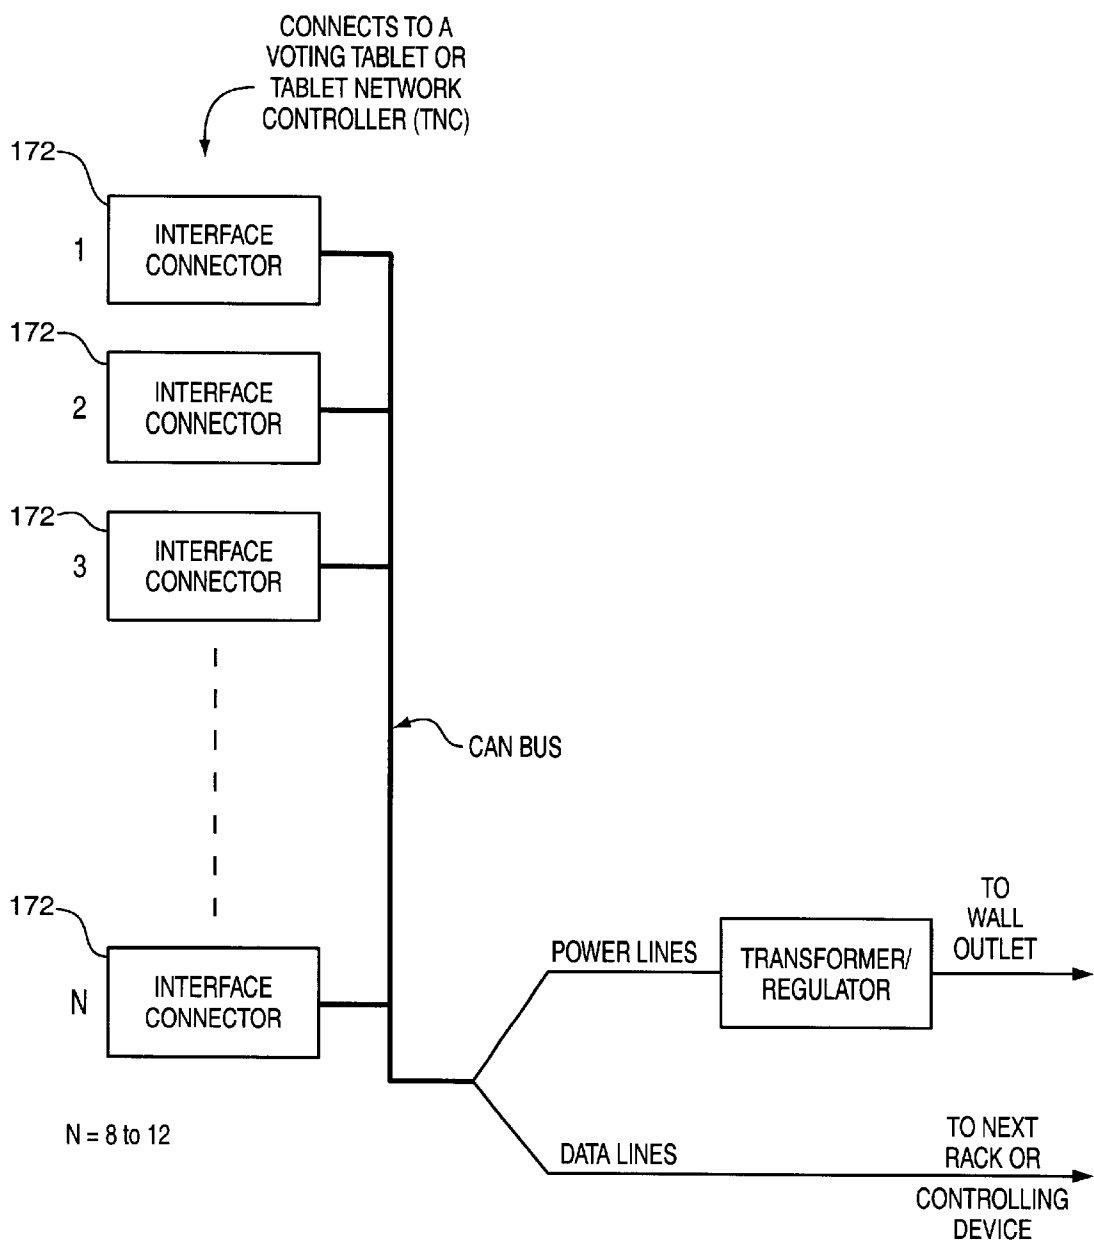 CONNECTS TO A
VOTING TABLET OR
TABLET NETWORK
CONTROLLER (TNC)
172
1
INTERFACE
CONNECTOR
172
2
INTERFACE
CONNECTOR
172
3
INTERFACE
CONNECTOR
CAN BUS
172
N
INTERFACE
CONNECTOR
POWER LINES
TRANSFORMER/
REGULATOR
TO
WALL
OUTLET
N = 8 to 12
DATA LINES
TO NEXT
RACK OR
CONTROLLING
DEVICE